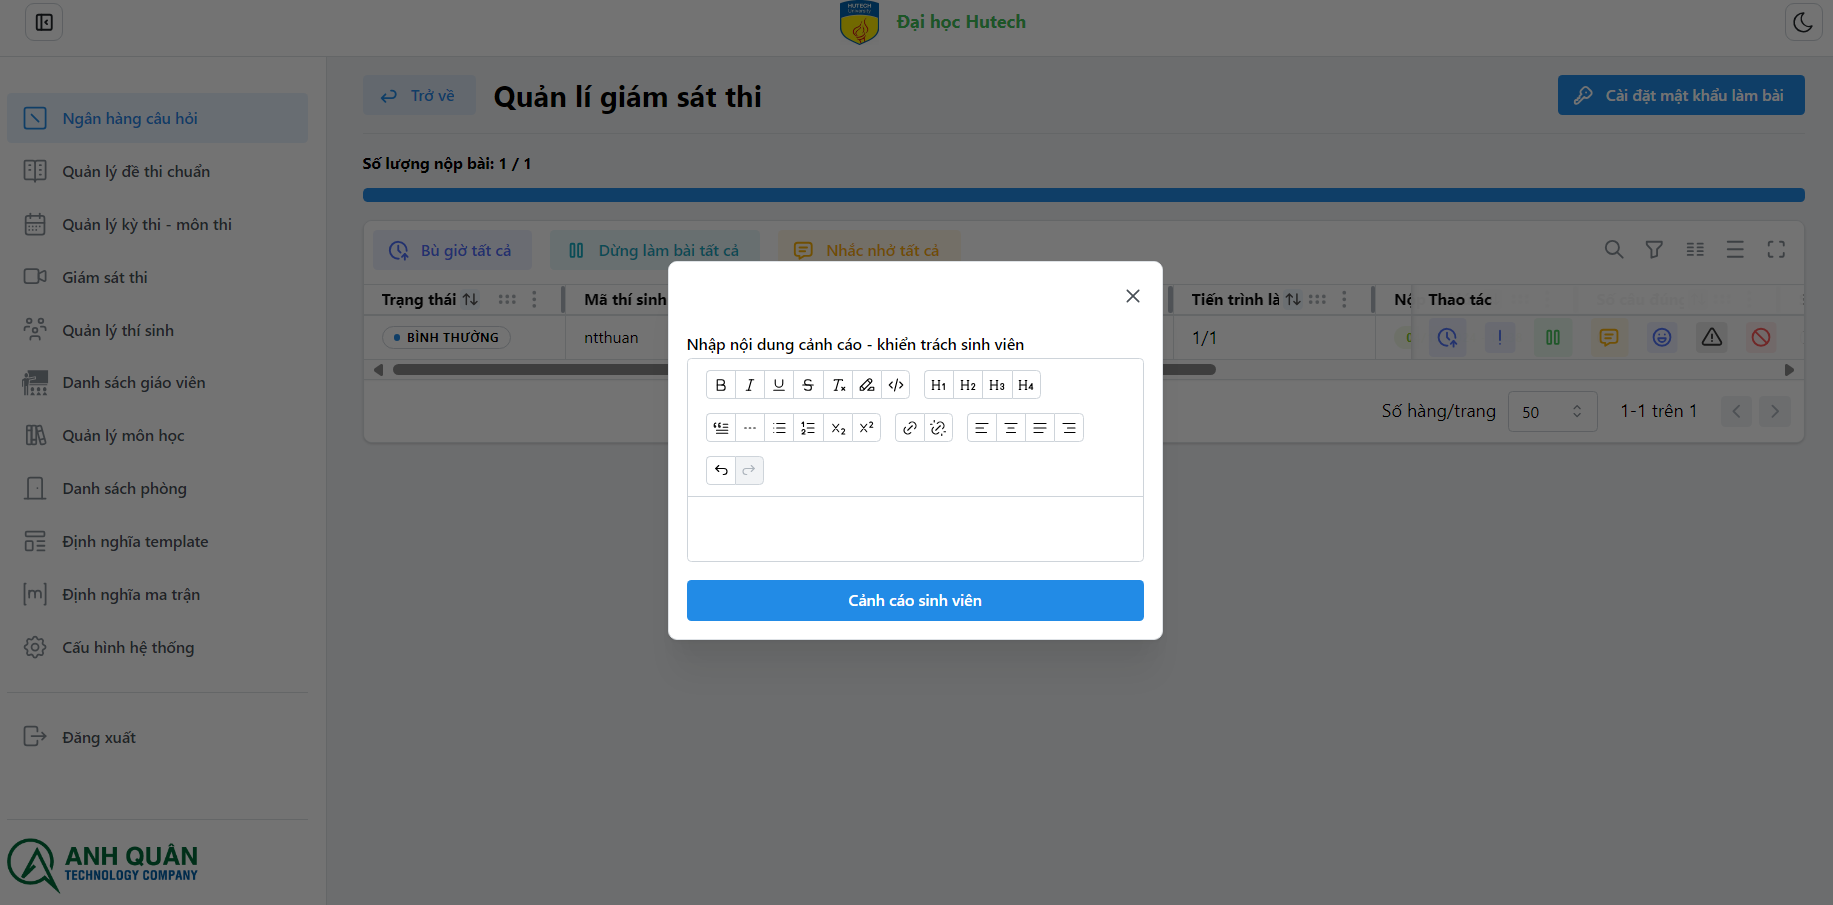 HUTECH
University
Đại học Hutech
Ngân hàng câu hỏi
Quản lý đề thi chuẩn
Quản lý kỳ thi - môn thi
Giám sát thi
Quản lý thí sinh
Danh sách giáo viên
Quản lý môn học
Danh sách phòng
Định nghĩa template
Định nghĩa ma trận
Cấu hình hệ thống
Đăng xuất
ANH QUÂN
TECHNOLOGY COMPANY
Trở về
Quản lí giám sát thi
Cài đặt mật khẩu làm bài
Số lượng nộp bài: 1 / 1
Bù giờ tất cả
Dừng làm bài tất cả
Nhắc nhở tất cả
Trạng thái
Mã thí sinh
Tiến trình là
Nộ
Thao tác
BÌNH THƯỜNG
ntthuan
1/1
Số hàng/trang
50
1-1 trên 1
Nhập nội dung cảnh cáo - khiển trách sinh viên
H1
H2
H3
H4
Cảnh cáo sinh viên